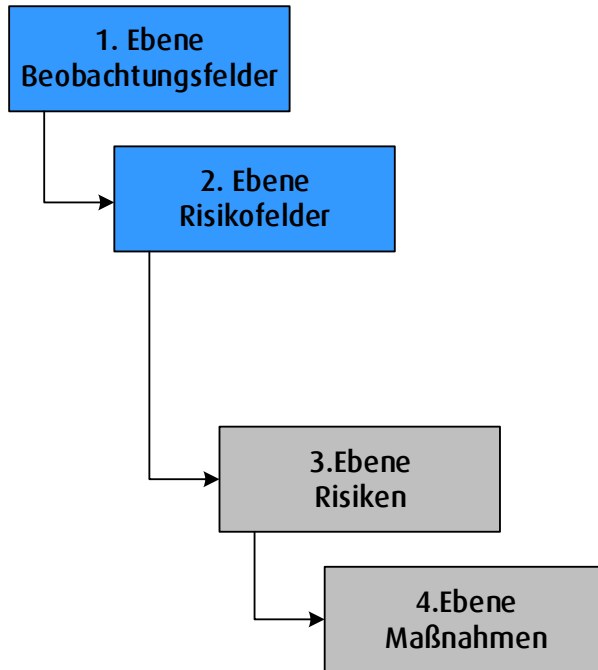 1. Ebene
Beobachtungsfelder
2. Ebene
Risikofelder
3.Ebene
Risiken
4.Ebene
Maßnahmen